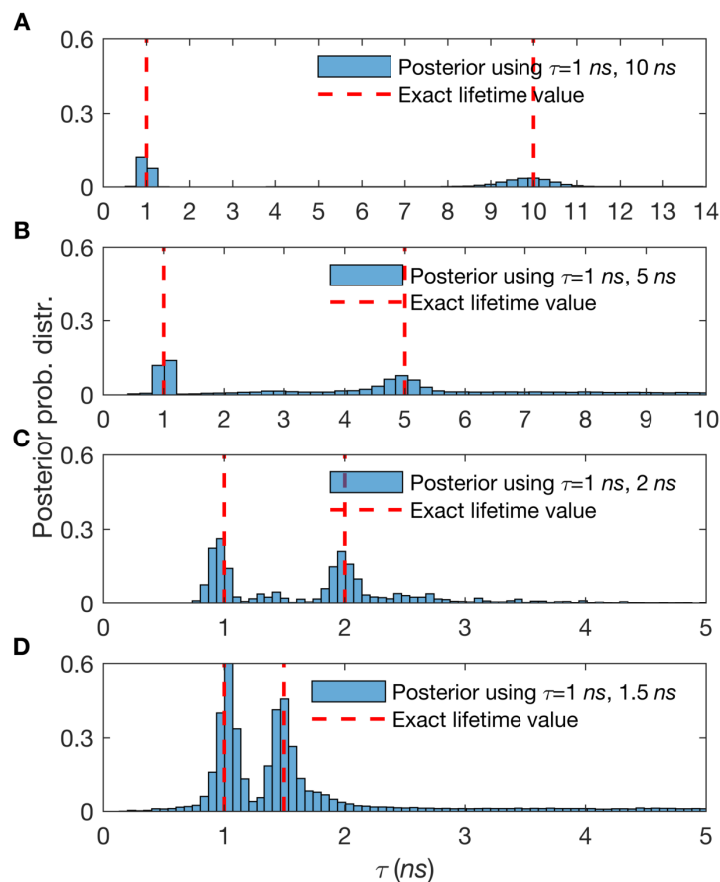 A
0.6
Posterior using τ=1 ns, 10 ns
Exact lifetime value
0.3
0
0 1 2 3 4 5 6 7 8 9 10 11 12 13 14
B
0.6
Posterior using τ=1 ns, 5 ns
Exact lifetime value
0.3
0
0 1 2 3 4 5 6 7 8 9 10
Posterior prob. distr.
C
0.6
Posterior using τ=1 ns, 2 ns
Exact lifetime value
0.3
0
0 1 2 3 4 5
D
0.6
Posterior using τ=1 ns, 1.5 ns
Exact lifetime value
0.3
0
0 1 2 3 4 5
τ (ns)